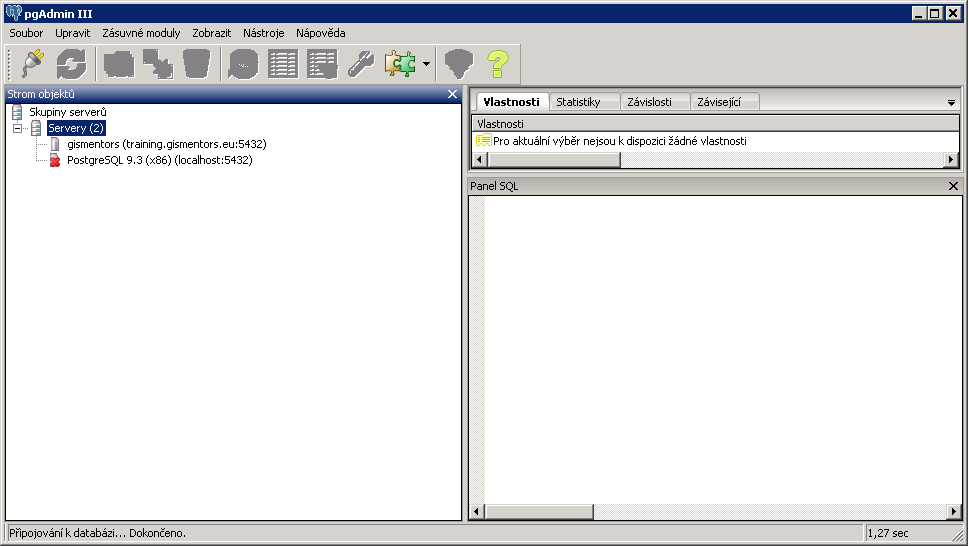 pgAdmin III
Soubor Upravit Zásuvné moduly Zobrazit Nástroje Nápověda
Strom objektů
Skupiny serverů
Servery (2)
gismentors (training.gismentors.eu:5432)
PostgreSQL 9.3 (x86) (localhost:5432)
Vlastnosti Statistiky Závislosti Závisející
Vlastnosti
Pro aktuální výběr nejsou k dispozici žádné vlastnosti
Panel SQL
Připojování k databázi... Dokončeno.
1,27 sec